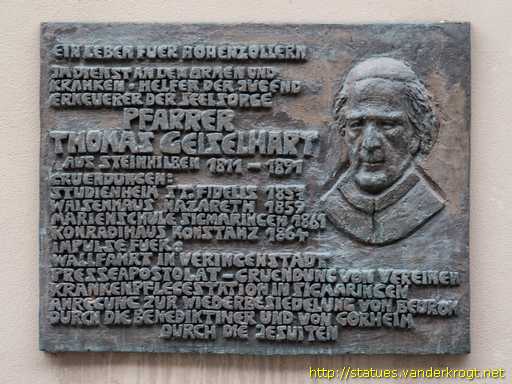 EIN LEBEN FUER HOHENZOLLERN
IM DIENST AN DEN ARMEN UND
KRANKEN - HELFER DER JUGEND
ERNEUERER DER SEELSORGE
PFARRER
THOMAS GEISELHART
AUS STEINHILBEN 1811 - 1891
GRUENDUNGEN:
STUDIENHEIM ST. FIDELIS 1857
WAISENHAUS NAZARETH 1859
MARIENSCHULE SIGMARINGEN 1861
KONRADIHAUS KONSTANZ 1864
IMPULSE FUER:
WALLFAHRT IN VERINGENSTADT
PRESSEAPOSTOLAT - GRUENDUNG VON VEREINEN
KRANKENPFLEGESTATION IN SIGMARINGEN
ANREGUNG ZUR WIEDERBESIEDELUNG VON BEURON
DURCH DIE BENEDIKTINER UND VON GORHEIM
DURCH DIE JESUITEN
http://statues.vanderkrogt.net